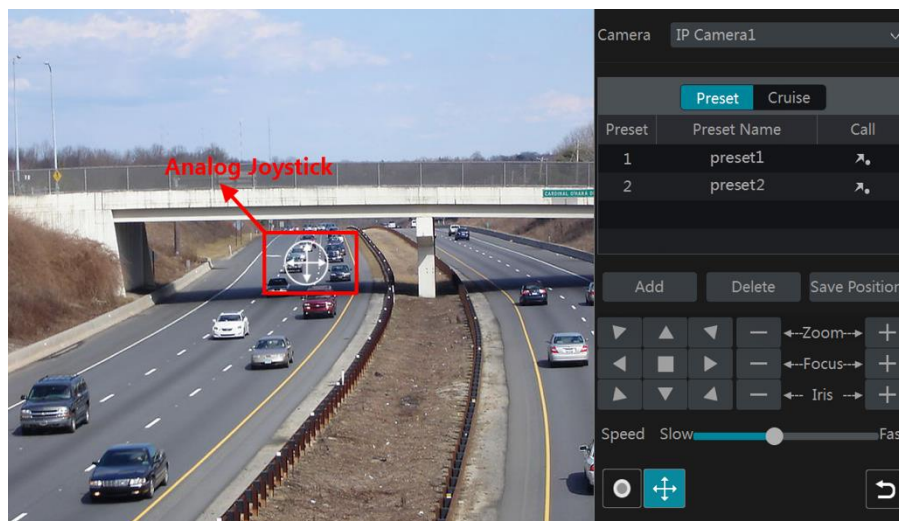 Camera IP Camera1
Preset Cruise
Preset Preset Name Call
1 preset1
2 preset2
Analog Joystick
Add Delete Save Position
Zoom
Focus
Iris
Speed Slow Fas